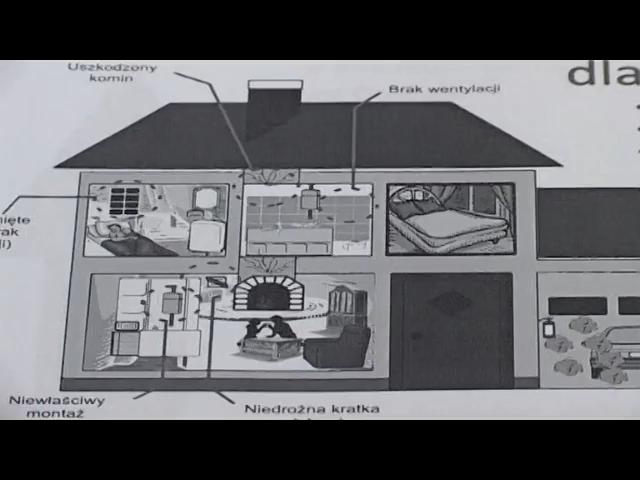 Uszkodzony
komin
Brak wentylacji
dla
Niewłaściwy
montaż
Niedrożna kratka